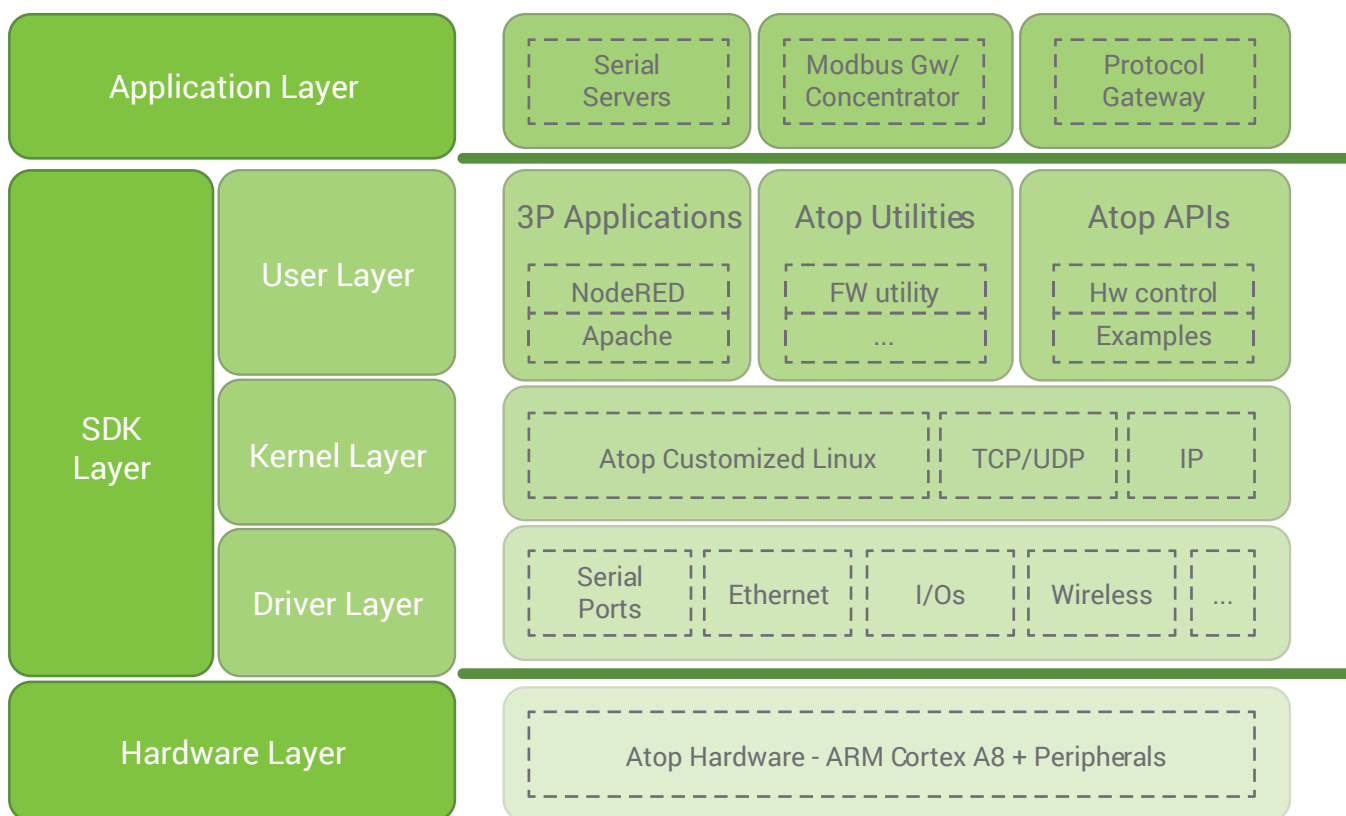 Application Layer
Serial
Servers
Modbus Gw/
Concentrator
Protocol
Gateway
SDK
Layer
User Layer
3P Applications
NodeRED
Apache
Atop Utilities
FW utility
...
Atop APIs
Hw control
Examples
Kernel Layer
Atop Customized Linux
TCP/UDP
IP
Driver Layer
Serial
Ports
Ethernet
I/Os
Wireless
...
Hardware Layer
Atop Hardware - ARM Cortex A8 + Peripherals